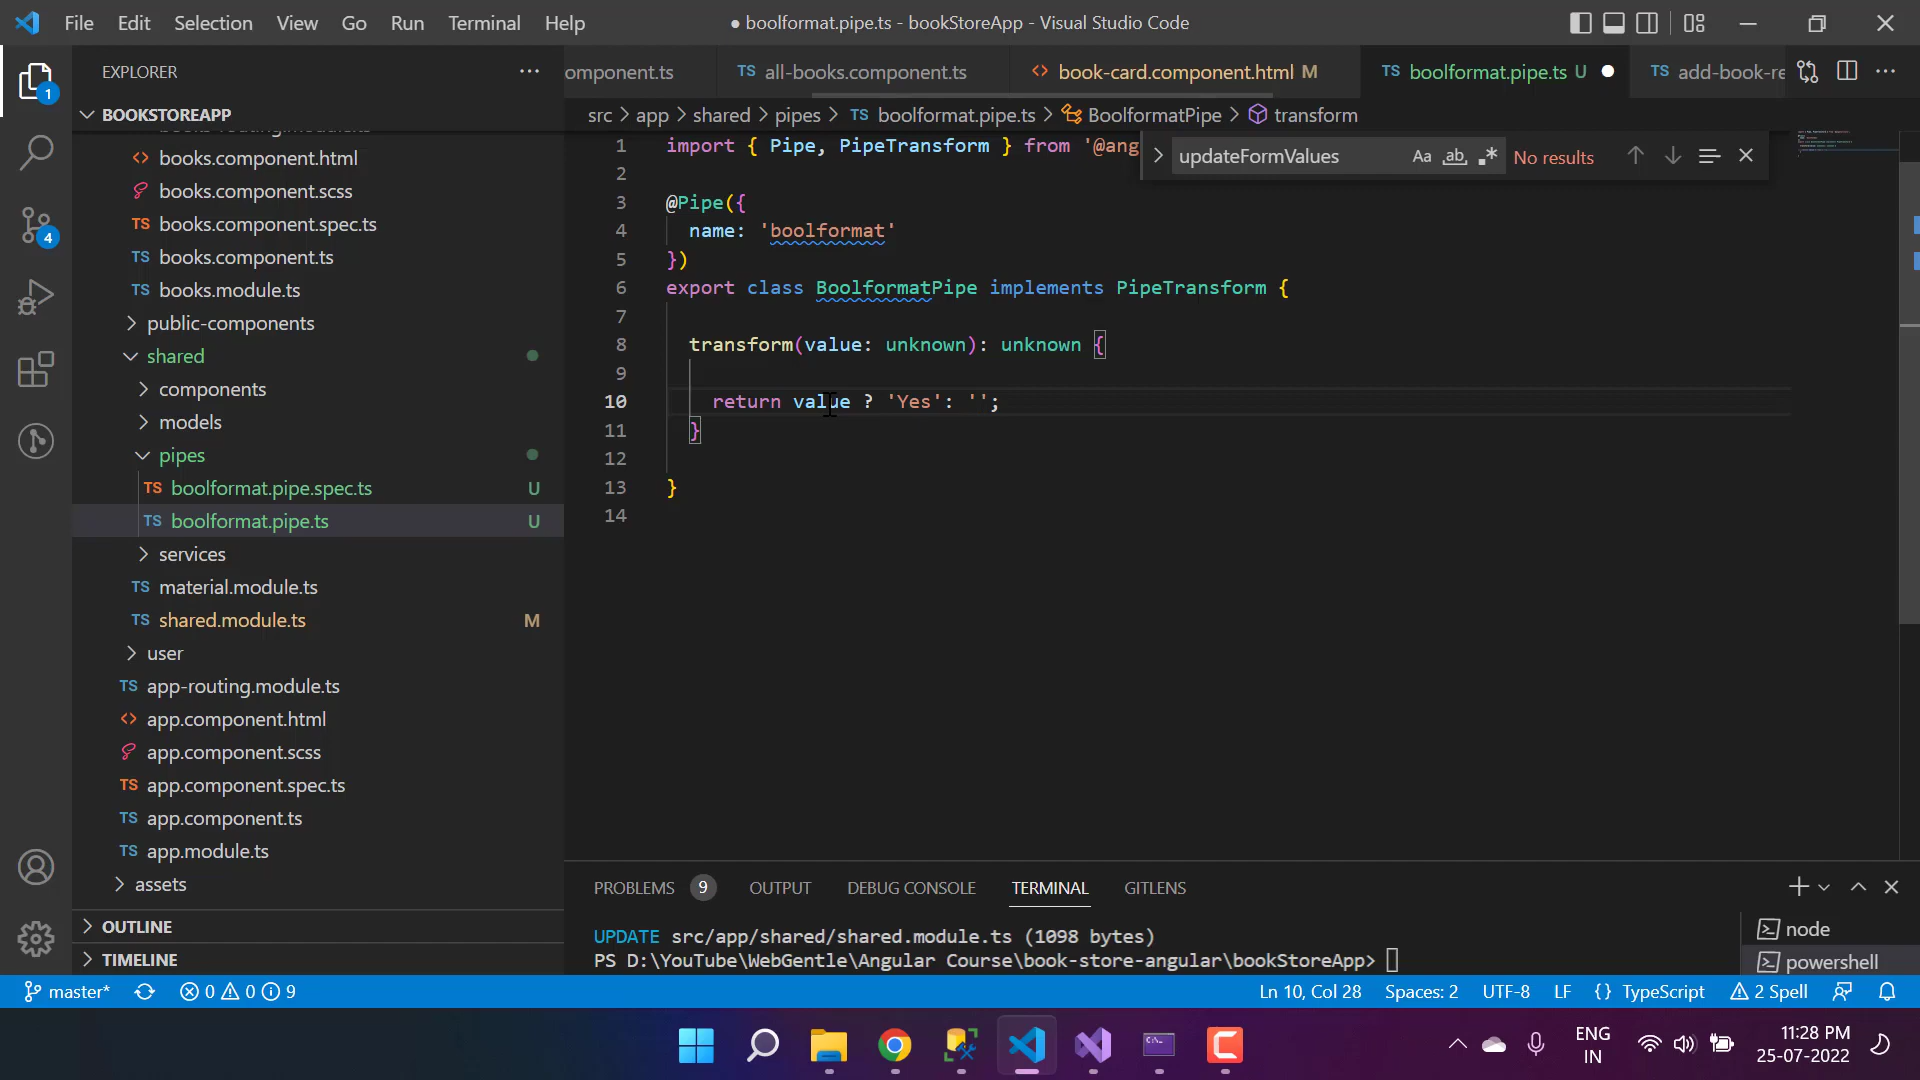 File Edit Selection View Go Run Terminal Help
● boolformat.pipe.ts - bookStoreApp - Visual Studio Code
EXPLORER
omponent.ts
TS all-books.component.ts
<> book-card.component.html M
TS boolformat.pipe.ts U
TS add-book-re
1
BOOKSTOREAPP
src > app > shared > pipes > TS boolformat.pipe.ts > BoolformatPipe > transform
books-routing.module.ts
<> books.component.html
books.component.scss
TS books.component.spec.ts
TS books.component.ts
TS books.module.ts
public-components
shared
components
models
pipes
TS boolformat.pipe.spec.ts U
TS boolformat.pipe.ts U
services
TS material.module.ts
TS shared.module.ts M
user
TS app-routing.module.ts
<> app.component.html
app.component.scss
TS app.component.spec.ts
TS app.component.ts
TS app.module.ts
assets
OUTLINE
TIMELINE
4
updateFormValues Aa ab .* No results
1 import { Pipe, PipeTransform } from '@ang
2
3 @Pipe({
4 name: 'boolformat'
5 })
6 export class BoolformatPipe implements PipeTransform {
7
8 transform(value: unknown): unknown {
9
10 return value ? 'Yes': '';
11 }
12
13 }
14
PROBLEMS 9 OUTPUT DEBUG CONSOLE TERMINAL GITLENS
UPDATE src/app/shared/shared.module.ts (1098 bytes)
PS D:\YouTube\WebGentle\Angular Course\book-store-angular\bookStoreApp>
node
powershell
master* 0 0 9
Ln 10, Col 28 Spaces: 2 UTF-8 LF {} TypeScript 2 Spell
ENG
IN
11:28 PM
25-07-2022